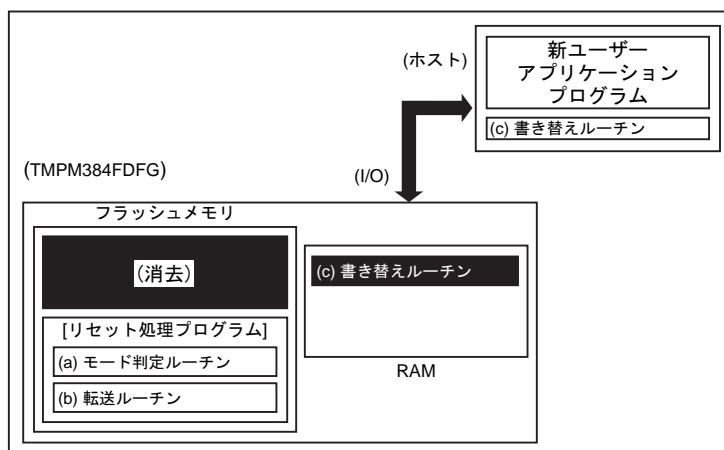 (ホスト)
新ユーザー
アプリケーション
プログラム
(c) 書き替えルーチン
(TMPM384FDFG)
(I/O)
フラッシュメモリ
(消去)
[リセット処理プログラム]
(a) モード判定ルーチン
(b) 転送ルーチン
(c) 書き替えルーチン
RAM